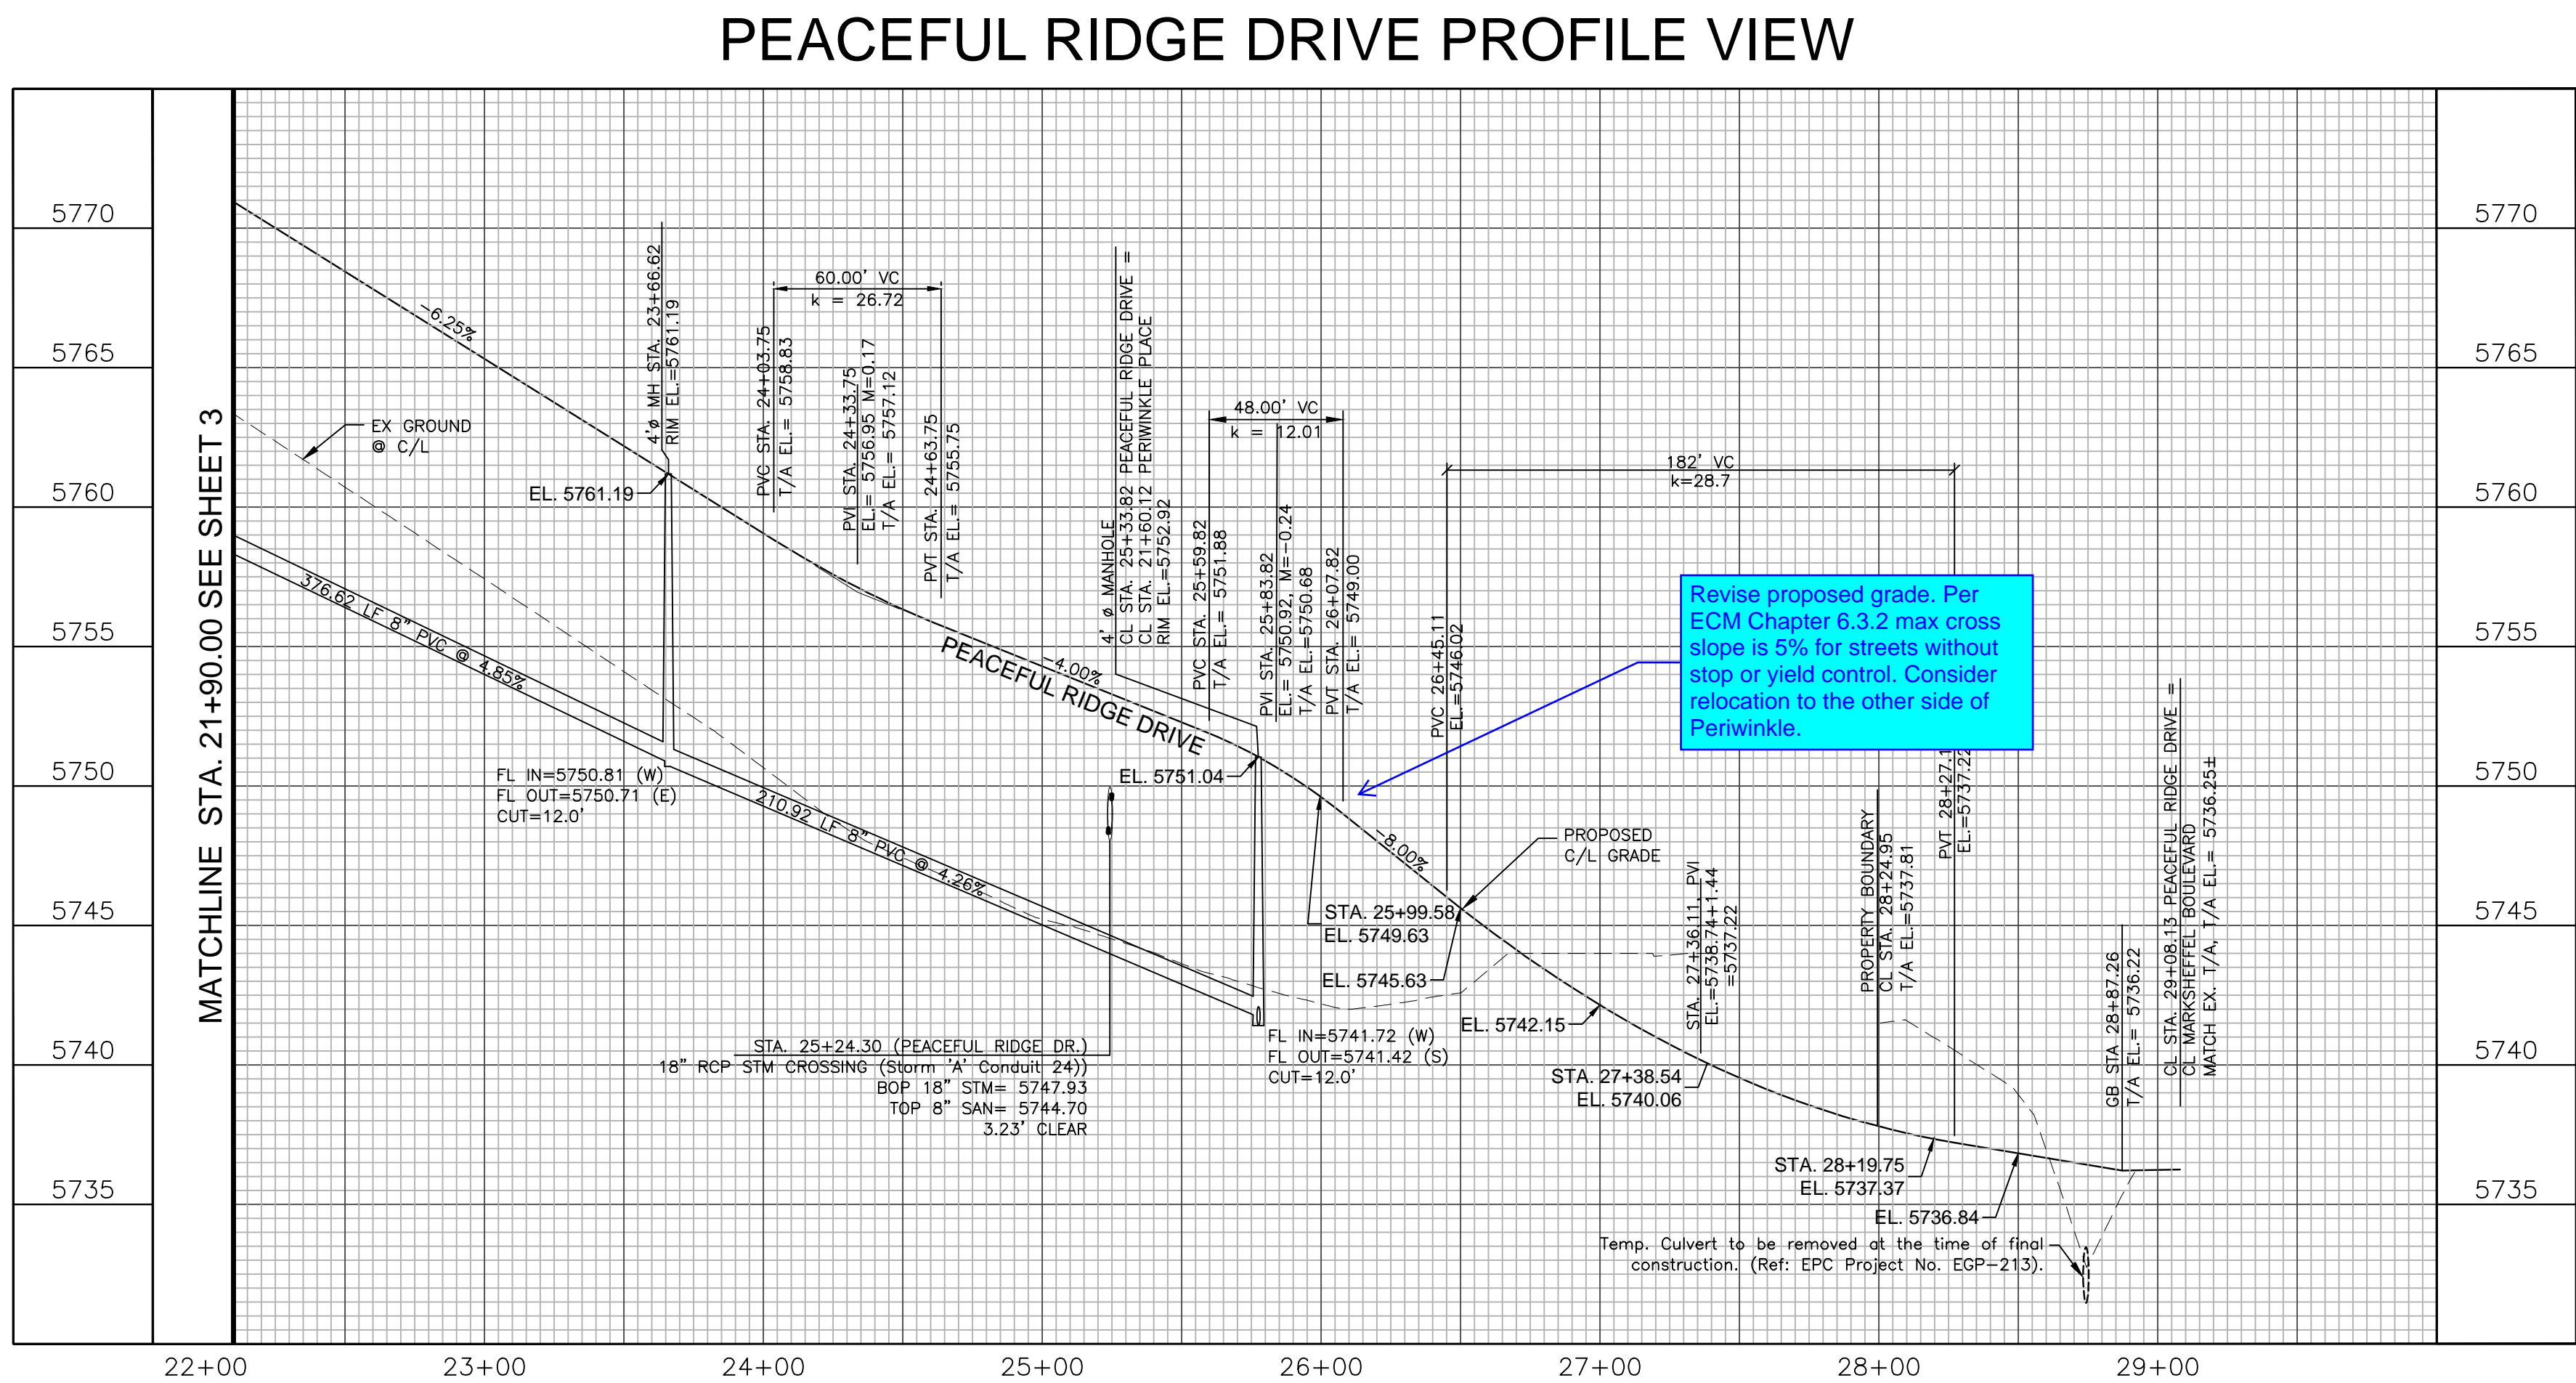 PEACEFUL RIDGE DRIVE PROFILE VIEW
5770
5765
5760
5755
5750
5745
5740
5735
MATCHLINE STA. 21+90.00 SEE SHEET 3
-6.25%
EX GROUND
@ C/L
376.62 LF 8" PVC @ 4.85%
4'ø MH STA. 23+66.62
RIM EL.=5761.19
EL. 5761.19
FL IN=5750.81 (W)
FL OUT=5750.71 (E)
CUT=12.0'
60.00' VC
k = 26.72
PVC STA. 24+03.75
T/A EL.= 5758.83
PVI STA. 24+33.75
EL.= 5756.95 M=0.17
T/A EL.= 5757.12
PVT STA. 24+63.75
T/A EL.= 5755.75
210.92 LF 8" PVC @ 4.26%
-4.00%
PEACEFUL RIDGE DRIVE
4' ø MANHOLE
CL STA. 25+33.82 PEACEFUL RIDGE DRIVE =
CL STA. 21+60.12 PERIWINKLE PLACE
RIM EL.=5752.92
EL. 5751.04
STA. 25+24.30 (PEACEFUL RIDGE DR.)
18" RCP STM CROSSING (Storm 'A' Conduit 24))
BOP 18" STM= 5747.93
TOP 8" SAN= 5744.70
3.23' CLEAR
48.00' VC
k = 12.01
PVC STA. 25+59.82
T/A EL.= 5751.88
PVI STA. 25+83.82
EL.= 5750.92, M=-0.24
T/A EL.=5750.68
PVT STA. 26+07.82
T/A EL.= 5749.00
FL IN=5741.72 (W)
FL OUT=5741.42 (S)
CUT=12.0'
STA. 25+99.58
EL. 5749.63
EL. 5745.63
-8.00%
PROPOSED
C/L GRADE
182' VC
k=28.7
PVC 26+45.11
EL.=5746.02
Revise proposed grade. Per
ECM Chapter 6.3.2 max cross
slope is 5% for streets without
stop or yield control. Consider
relocation to the other side of
Periwinkle.
EL. 5742.15
STA. 27+36.11, PVI
EL.=5738.74+1.44
=5737.22
STA. 27+38.54
EL. 5740.06
PROPERTY BOUNDARY
CL STA. 28+24.95
T/A EL.=5737.81
PVT 28+27.1
EL.=5737.22
STA. 28+19.75
EL. 5737.37
EL. 5736.84
Temp. Culvert to be removed at the time of final
construction. (Ref: EPC Project No. EGP-213).
GB STA 28+87.26
T/A EL.= 5736.22
CL STA. 29+08.13 PEACEFUL RIDGE DRIVE =
CL MARKSHEFFEL BOULEVARD
MATCH EX. T/A, T/A EL.= 5736.25±
5770
5765
5760
5755
5750
5745
5740
5735
22+00
23+00
24+00
25+00
26+00
27+00
28+00
29+00